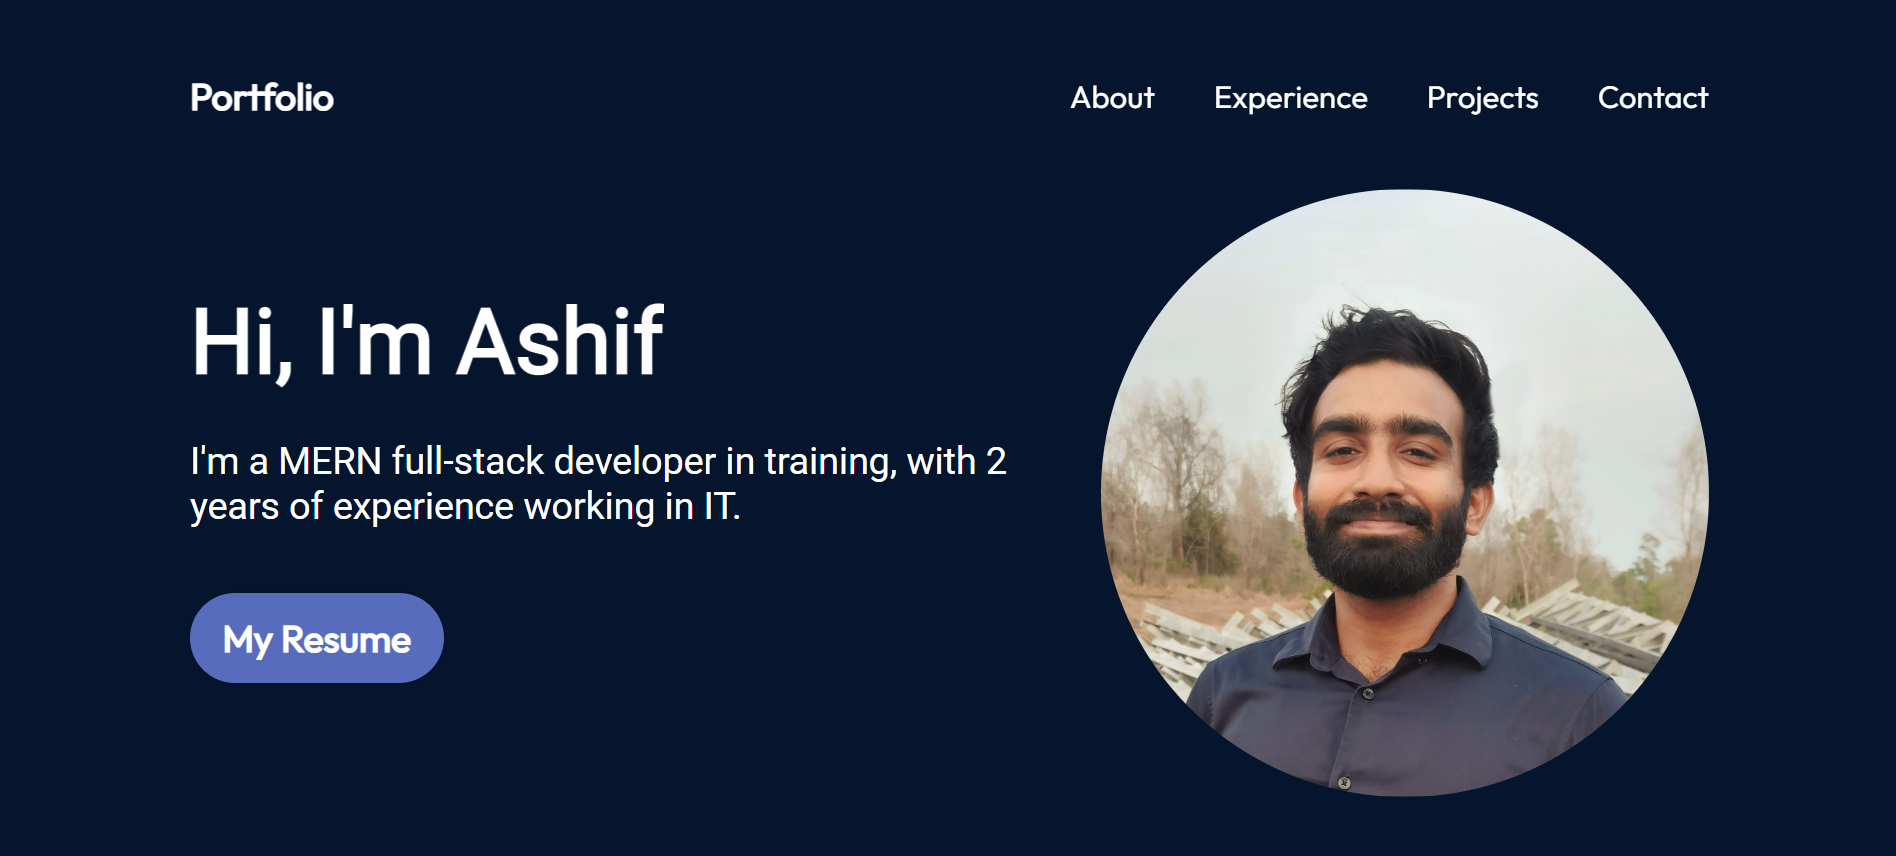 Portfolio
About Experience Projects Contact
Hi, I'm Ashif
I'm a MERN full-stack developer in training, with 2
years of experience working in IT.
My Resume